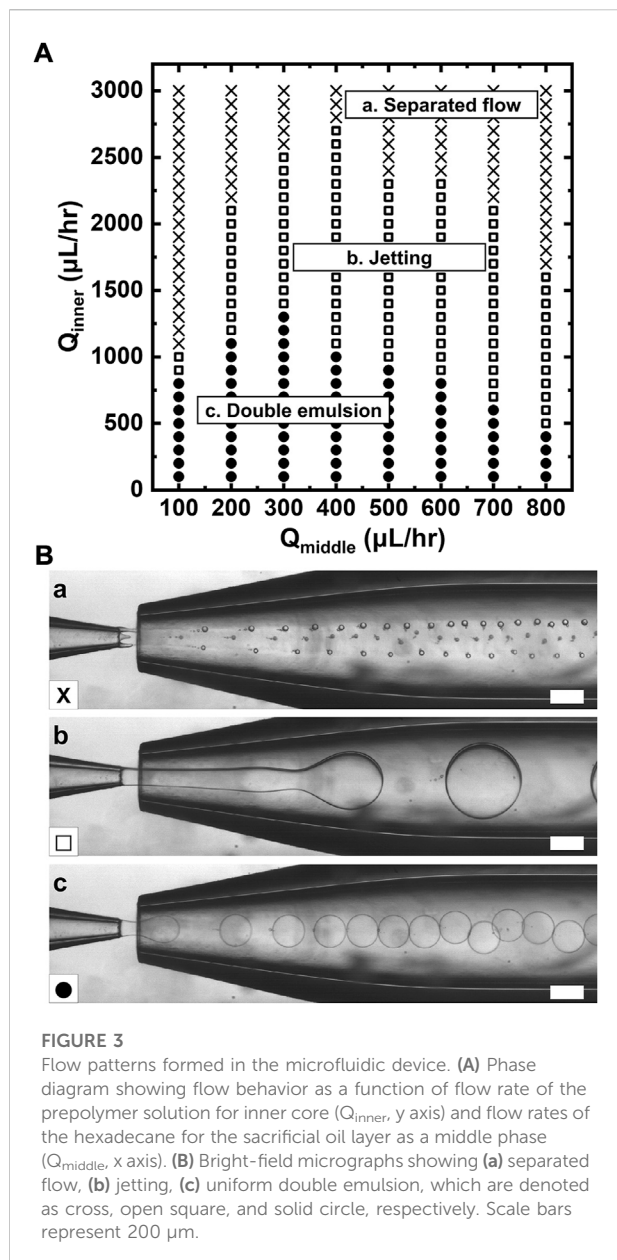 A
3000
2500
2000
1500
1000
500
0
Q_inner (µL/hr)
a. Separated flow
b. Jetting
c. Double emulsion
100 200 300 400 500 600 700 800
Q_middle (µL/hr)
B
a
X
b
c
FIGURE 3
Flow patterns formed in the microfluidic device. (A) Phase
diagram showing flow behavior as a function of flow rate of the
prepolymer solution for inner core (Q_inner, y axis) and flow rates of
the hexadecane for the sacrificial oil layer as a middle phase
(Q_middle, x axis). (B) Bright-field micrographs showing (a) separated
flow, (b) jetting, (c) uniform double emulsion, which are denoted
as cross, open square, and solid circle, respectively. Scale bars
represent 200 µm.